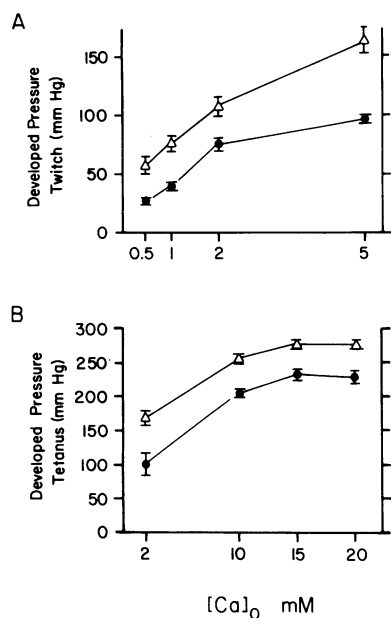 A
Developed Pressure
Twitch (mm Hg)
150
100
50
0
0.5 1 2 5
B
Developed Pressure
Tetanus (mm Hg)
300
250
200
150
100
50
0
2 10 15 20
[Ca]o mM